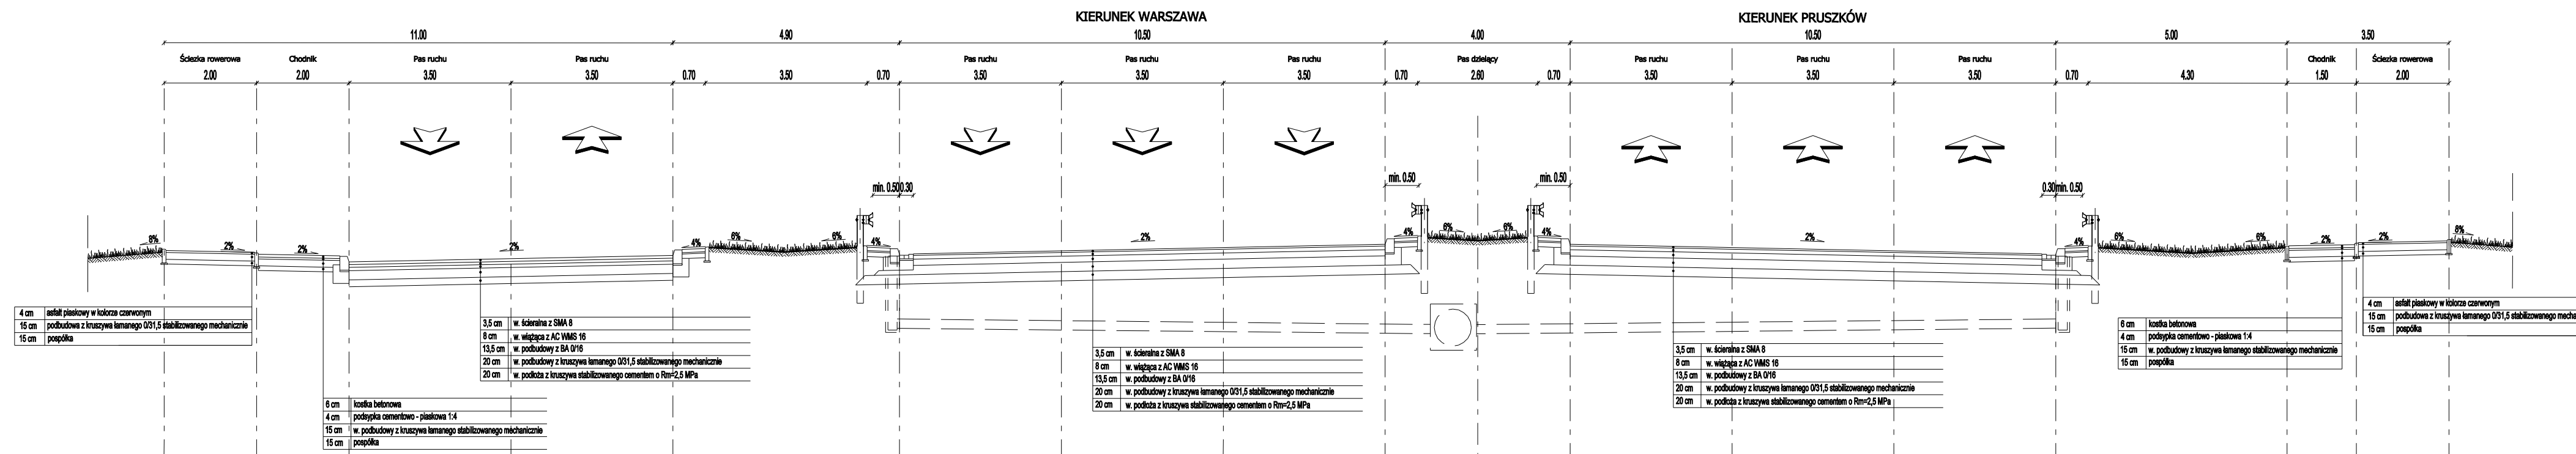 KIERUNEK WARSZAWA
KIERUNEK PRUSZKÓW
11.00 4.90 10.50 4.00 10.50 5.00 3.50
Ścieżka rowerowa Chodnik Pas ruchu Pas ruchu Pas ruchu Pas ruchu Pas ruchu Pas dzielący Pas ruchu Pas ruchu Pas ruchu Chodnik Ścieżka rowerowa
2.00 2.00 3.50 3.50 0.70 3.50 0.70 3.50 3.50 3.50 0.70 2.60 0.70 3.50 3.50 3.50 0.70 4.30 1.50 2.00
min. 0.50 0.30 min. 0.50 min. 0.50 0.30 min. 0.50
8% 2% 2% 2% 4% 6% 6% 4% 2% 4% 6% 6% 4% 2% 4% 6% 6% 2% 2% 8%
4 cm asfalt piaskowy w kolorze czerwonym
15 cm podbudowa z kruszywa łamanego 0/31,5 stabilizowanego mechanicznie
15 cm pospółka
6 cm kostka betonowa
4 cm podsypka cementowo - piaskowa 1:4
15 cm w. podbudowy z kruszywa łamanego stabilizowanego mechanicznie
15 cm pospółka
3,5 cm w. ścieralna z SMA 8
8 cm w. wiążąca z AC WMS 16
13,5 cm w. podbudowy z BA 0/16
20 cm w. podbudowy z kruszywa łamanego 0/31,5 stabilizowanego mechanicznie
20 cm w. podłoża z kruszywa stabilizowanego cementem o Rm=2,5 MPa
3,5 cm w. ścieralna z SMA 8
8 cm w. wiążąca z AC WMS 16
13,5 cm w. podbudowy z BA 0/16
20 cm w. podbudowy z kruszywa łamanego 0/31,5 stabilizowanego mechanicznie
20 cm w. podłoża z kruszywa stabilizowanego cementem o Rm=2,5 MPa
3,5 cm w. ścieralna z SMA 8
8 cm w. wiążąca z AC WMS 16
13,5 cm w. podbudowy z BA 0/16
20 cm w. podbudowy z kruszywa łamanego 0/31,5 stabilizowanego mechanicznie
20 cm w. podłoża z kruszywa stabilizowanego cementem o Rm=2,5 MPa
6 cm kostka betonowa
4 cm podsypka cementowo - piaskowa 1:4
15 cm w. podbudowy z kruszywa łamanego stabilizowanego mechanicznie
15 cm pospółka
4 cm asfalt piaskowy w kolorze czerwonym
15 cm podbudowa z kruszywa łamanego 0/31,5 stabilizowanego mecha
15 cm pospółka